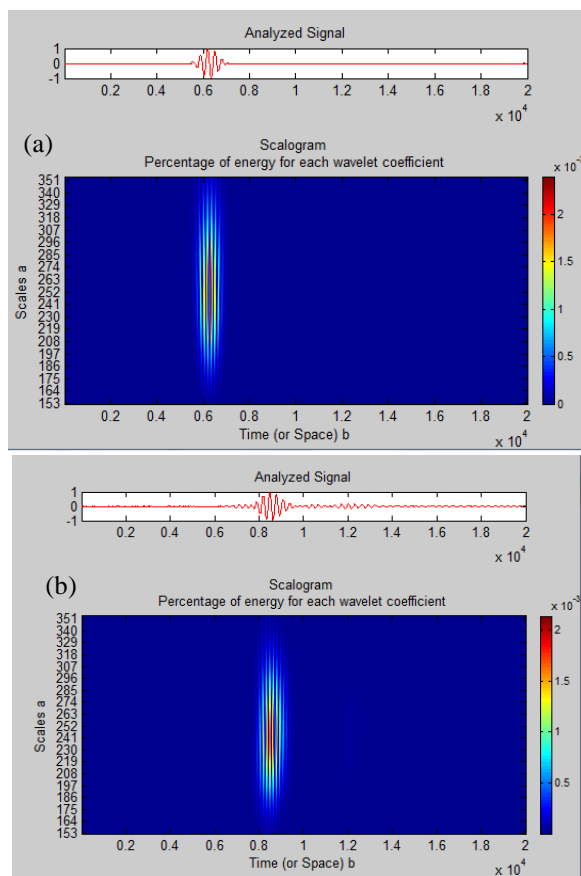 Analyzed Signal
1
0
-1
0.2 0.4 0.6 0.8 1 1.2 1.4 1.6 1.8 2
x 10^4
(a)
Scalogram
Percentage of energy for each wavelet coefficient
x 10^-3
Scales a
351
340
329
318
307
296
285
274
263
252
241
230
219
208
197
186
175
164
153
2
1.5
1
0.5
0
0.2 0.4 0.6 0.8 1 1.2 1.4 1.6 1.8 2
Time (or Space) b
x 10^4
Analyzed Signal
1
0
-1
0.2 0.4 0.6 0.8 1 1.2 1.4 1.6 1.8 2
x 10^4
(b)
Scalogram
Percentage of energy for each wavelet coefficient
x 10^-3
Scales a
351
340
329
318
307
296
285
274
263
252
241
230
219
208
197
186
175
164
153
2
1.5
1
0.5
0
0.2 0.4 0.6 0.8 1 1.2 1.4 1.6 1.8 2
Time (or Space) b
x 10^4